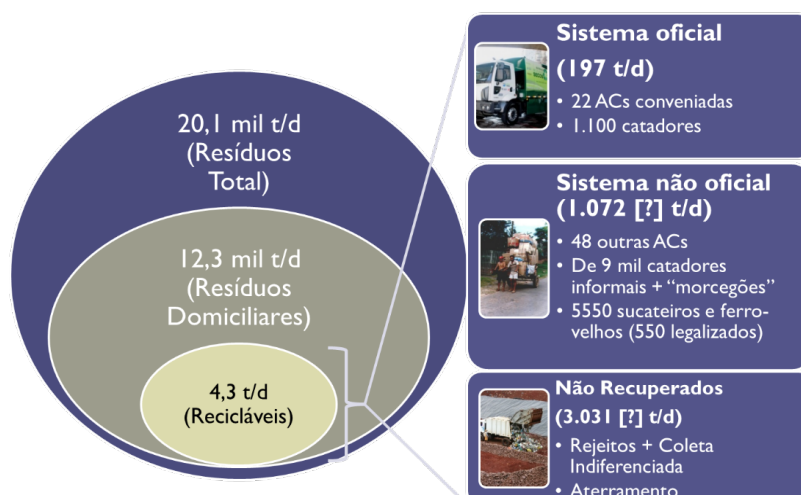 20,1 mil t/d
(Resíduos
Total)
12,3 mil t/d
(Resíduos
Domiciliares)
4,3 t/d
(Recicláveis)
Sistema oficial
(197 t/d)
• 22 ACs conveniadas
• 1.100 catadores
Sistema não oficial
(1.072 [?] t/d)
• 48 outras ACs
• De 9 mil catadores
informais + “morcegões”
• 5550 sucateiros e ferro-
velhos (550 legalizados)
Não Recuperados
(3.031 [?] t/d)
• Rejeitos + Coleta
Indiferenciada
• Aterramento